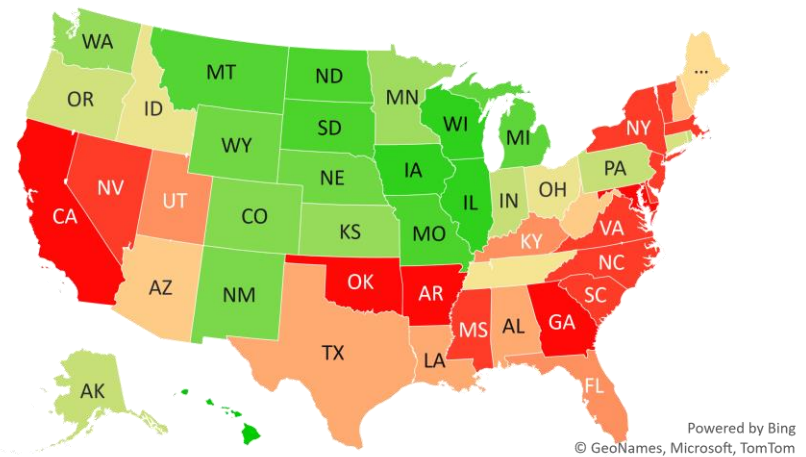 WA
MT
ND
MN
...
OR
ID
WY
SD
WI
MI
NY
CA
NV
UT
CO
NE
IA
IL
IN
OH
PA
KS
MO
KY
VA
AZ
NM
OK
AR
NC
SC
TX
LA
MS
AL
GA
FL
AK
Powered by Bing
© GeoNames, Microsoft, TomTom